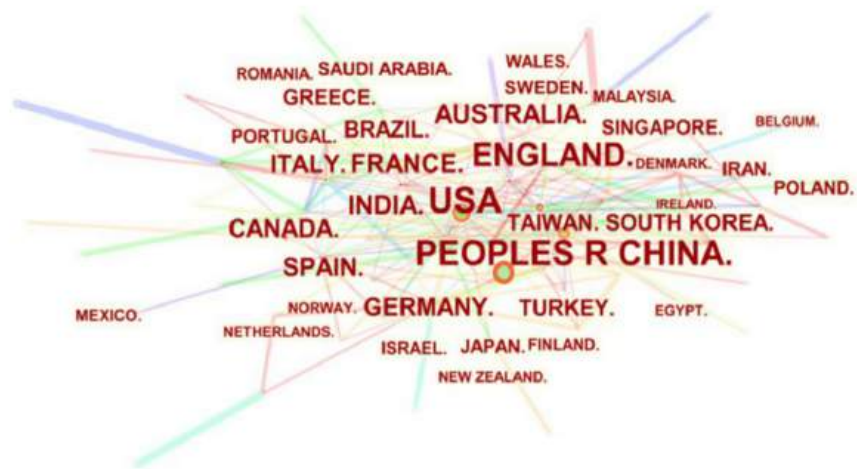 WALES.
ROMANIA. SAUDI ARABIA.
SWEDEN.
GREECE.
MALAYSIA.
AUSTRALIA.
BELGIUM.
PORTUGAL. BRAZIL.
SINGAPORE.
ITALY. FRANCE. ENGLAND.
DENMARK. IRAN.
POLAND.
INDIA. USA
IRELAND.
CANADA.
TAIWAN. SOUTH KOREA.
PEOPLES R CHINA.
SPAIN.
MEXICO.
NORWAY. GERMANY. TURKEY. EGYPT.
NETHERLANDS.
ISRAEL. JAPAN. FINLAND.
NEW ZEALAND.